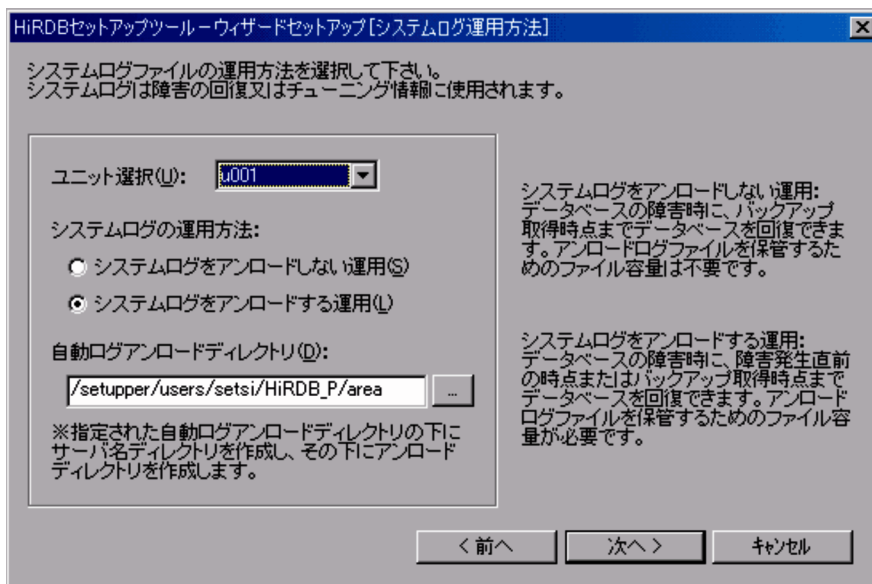 HiRDBセットアップツール－ウィザードセットアップ[システムログ運用方法]
システムログファイルの運用方法を選択して下さい。
システムログは障害の回復又はチューニング情報に使用されます。
ユニット選択(U):
u001
システムログの運用方法:
システムログをアンロードしない運用(S)
システムログをアンロードする運用(L)
自動ログアンロードディレクトリ(D):
/setupper/users/setsi/HiRDB_P/area
...
※指定された自動ログアンロードディレクトリの下に
サーバ名ディレクトリを作成し、その下にアンロード
ディレクトリを作成します。
システムログをアンロードしない運用:
データベースの障害時に、バックアップ
取得時点までデータベースを回復できま
す。アンロードログファイルを保管するた
めのファイル容量は不要です。
システムログをアンロードする運用:
データベースの障害時に、障害発生直前
の時点またはバックアップ取得時点まで
データベースを回復できます。アンロード
ログファイルを保管するためのファイル容
量が必要です。
＜前へ
次へ＞
キャンセル